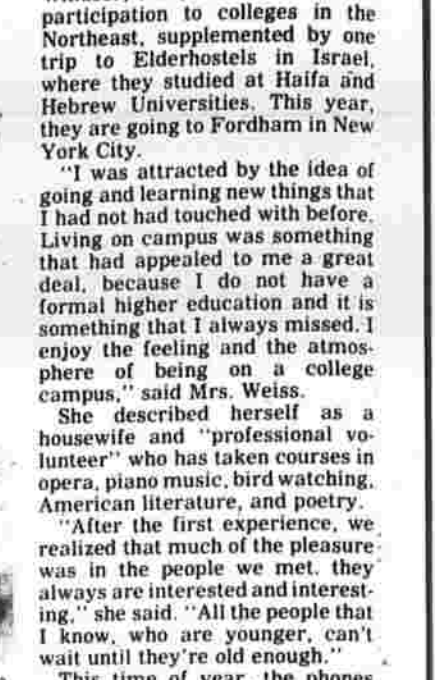 participation to colleges in the
Northeast, supplemented by one
trip to Elderhostels in Israel,
where they studied at Haifa and
Hebrew Universities. This year,
they are going to Fordham in New
York City.
"I was attracted by the idea of
going and learning new things that
I had not had touched with before.
Living on campus was something
that had appealed to me a great
deal, because I do not have a
formal higher education and it is
something that I always missed. I
enjoy the feeling and the atmos-
phere of being on a college
campus," said Mrs. Weiss.
She described herself as a
housewife and "professional vo-
lunteer" who has taken courses in
opera, piano music, bird watching,
American literature, and poetry.
"After the first experience, we
realized that much of the pleasure
was in the people we met, they
always are interested and interest-
ing," she said. "All the people that
I know, who are younger, can't
wait until they're old enough."
This time of year, the phones